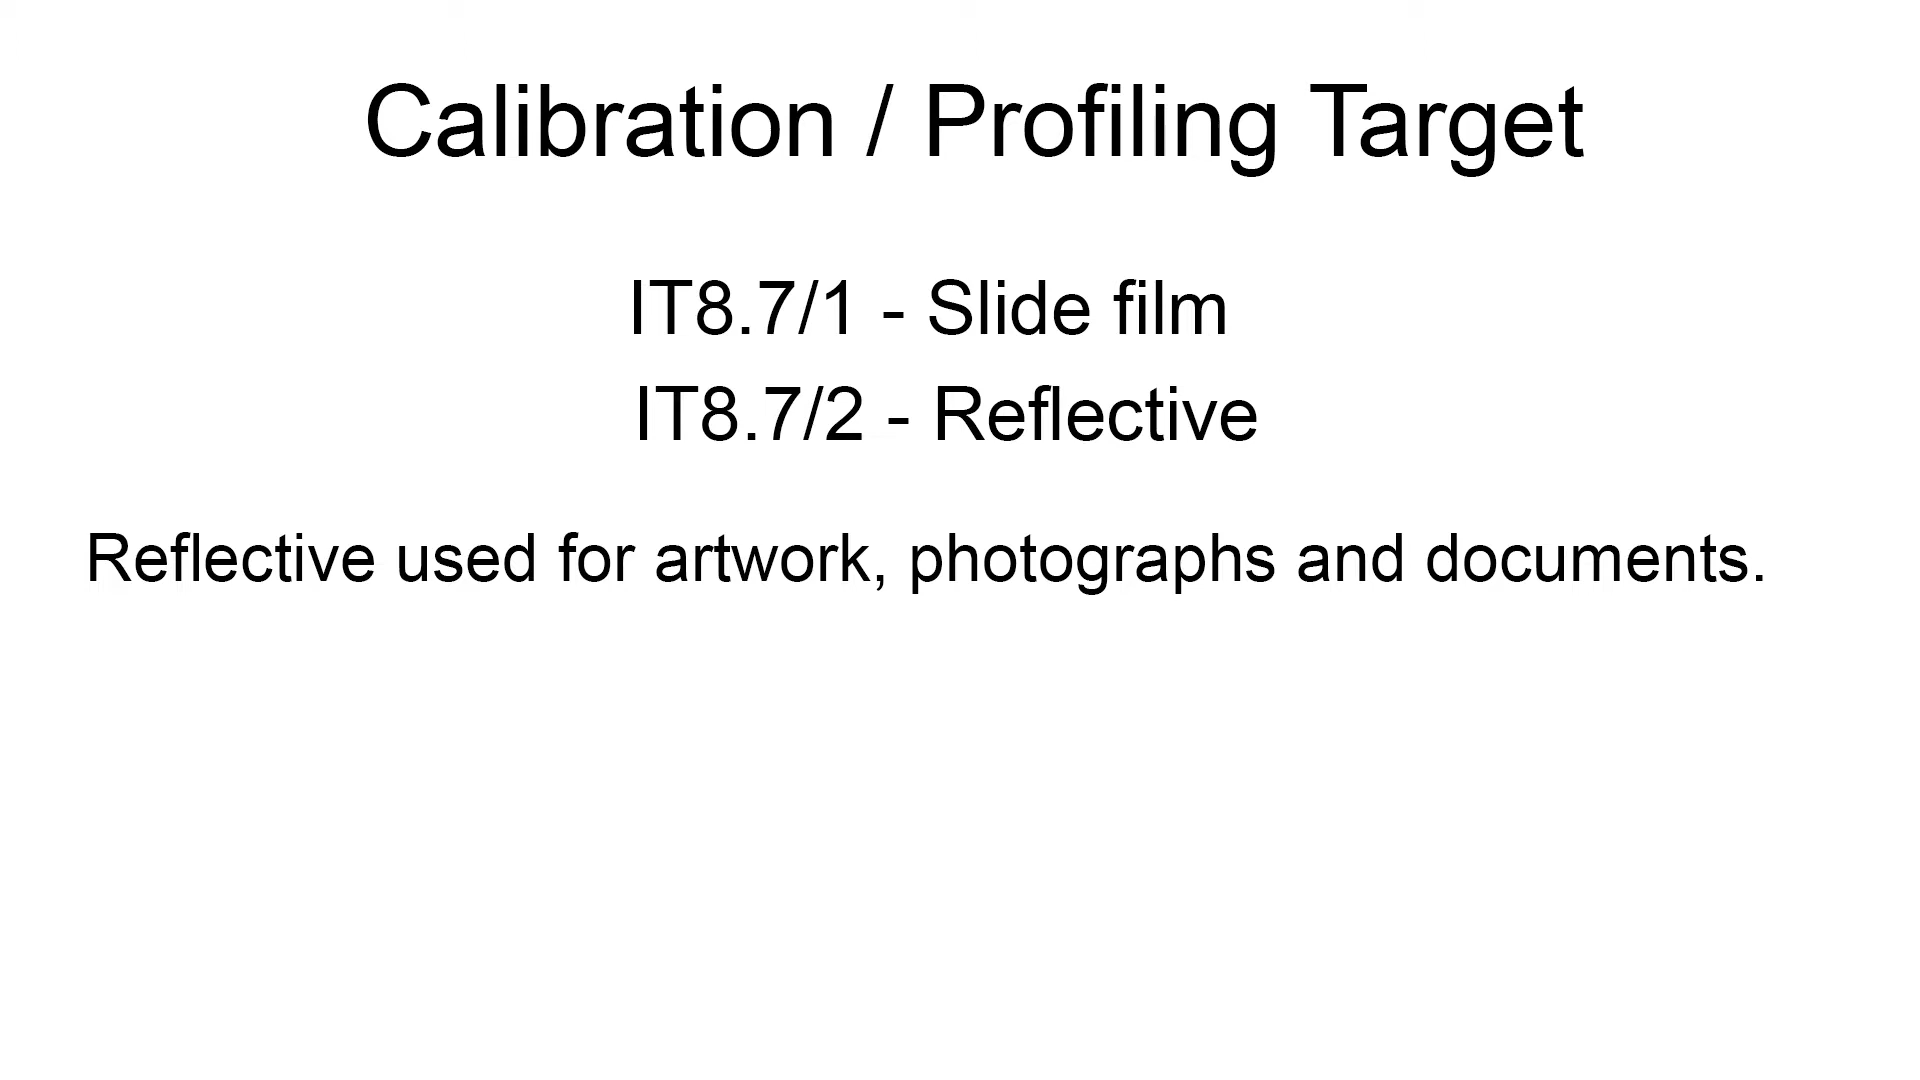 Calibration / Profiling Target
IT8.7/1 - Slide film
IT8.7/2 - Reflective
Reflective used for artwork, photographs and documents.